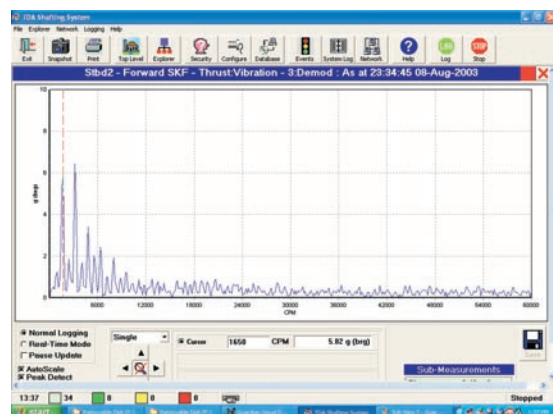 TDA Shafting System
File Explorer Network Logging Help
Exit Snapshot Print Top Level Explorer Security Configure Database Events System Log Network Help Log Stop
Stbd2 - Forward SKF - Thrust:Vibration - 3:Demod : As at 23:34:45 08-Aug-2003
10
8
6
4
2
0
6000 12000 18000 24000 30000 36000 42000 48000 54000 60000
CPM
Normal Logging
Real-Time Mode
Pause Update
AutoScale
Peak Detect
Single
Cursor 1650 CPM 5.82 g (brg)
Save
Sub-Measurements
13:37 34 0 0 0 Stopped
START